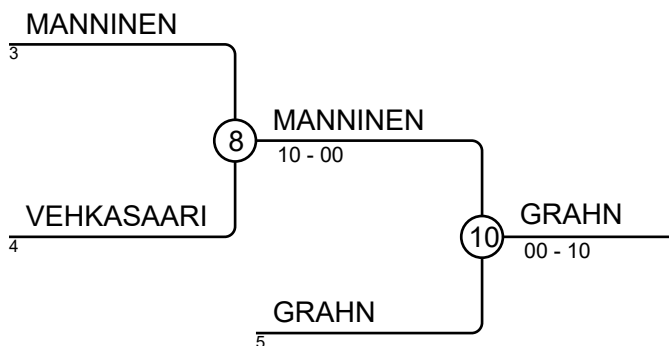 MANNINEN
3
8
MANNINEN
10 - 00
VEHKASAARI
4
10
GRAHN
00 - 10
GRAHN
5